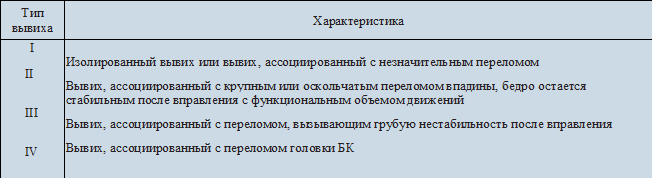 Тип вывиха
Характеристика
I
Изолированный вывих или вывих, ассоциированный с незначительным переломом
II
Вывих, ассоциированный с крупным или оскольчатым переломом впадины, бедро остается
стабильным после вправления с функциональным объемом движений
III
Вывих, ассоциированный с переломом, вызывающим грубую нестабильность после вправления
IV
Вывих, ассоциированный с переломом головки БК